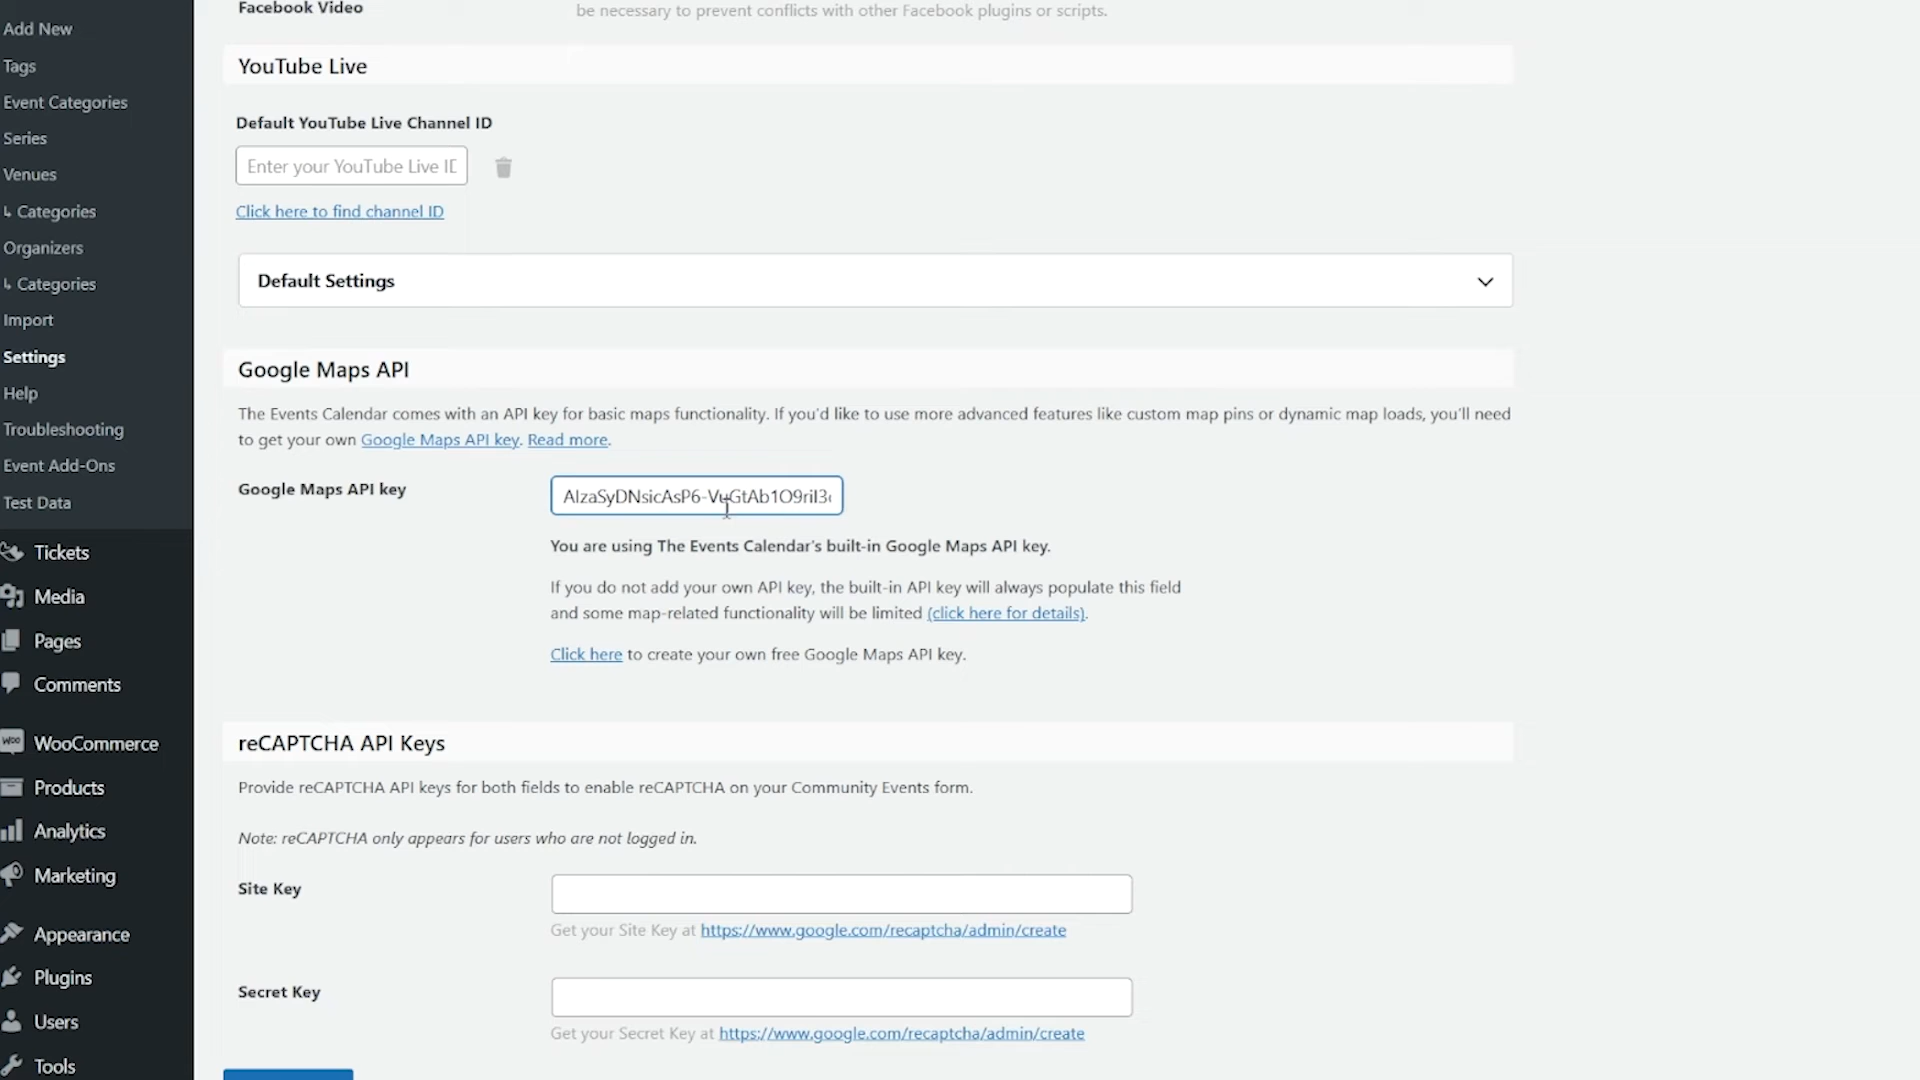 Add New
Tags
Event Categories
Series
Venues
↳ Categories
Organizers
↳ Categories
Import
Settings
Help
Troubleshooting
Event Add-Ons
Test Data
Tickets
Media
Pages
Comments
Woo WooCommerce
Products
Analytics
Marketing
Appearance
Plugins
Users
Tools
Facebook Video
be necessary to prevent conflicts with other Facebook plugins or scripts.
YouTube Live
Default YouTube Live Channel ID
Enter your YouTube Live ID
Click here to find channel ID
Default Settings
Google Maps API
The Events Calendar comes with an API key for basic maps functionality. If you'd like to use more advanced features like custom map pins or dynamic map loads, you'll need
to get your own Google Maps API key. Read more.
Google Maps API key
You are using The Events Calendar's built-in Google Maps API key.
If you do not add your own API key, the built-in API key will always populate this field
and some map-related functionality will be limited (click here for details).
Click here to create your own free Google Maps API key.
reCAPTCHA API Keys
Provide reCAPTCHA API keys for both fields to enable reCAPTCHA on your Community Events form.
Note: reCAPTCHA only appears for users who are not logged in.
Site Key
Get your Site Key at https://www.google.com/recaptcha/admin/create
Secret Key
Get your Secret Key at https://www.google.com/recaptcha/admin/create